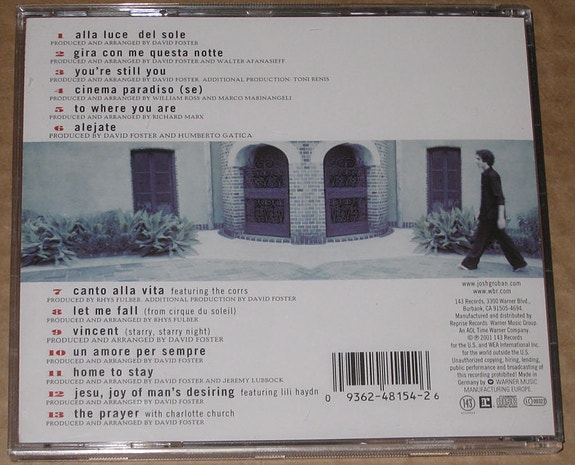 1 alla luce del sole
PRODUCED AND ARRANGED BY DAVID FOSTER
2 gira con me questa notte
PRODUCED AND ARRANGED BY DAVID FOSTER AND WALTER AFANASIEFF
3 you're still you
PRODUCED AND ARRANGED BY DAVID FOSTER. ADDITIONAL PRODUCTION: TONI RENIS
4 cinema paradiso (se)
PRODUCED AND ARRANGED BY WILLIAM ROSS AND MARCO MARINANGELI
5 to where you are
PRODUCED AND ARRANGED BY RICHARD MARX
6 alejate
PRODUCED BY DAVID FOSTER AND HUMBERTO GATICA
7 canto alla vita featuring the corrs
PRODUCED BY RHYS FULBER. ADDITIONAL PRODUCTION BY DAVID FOSTER
8 let me fall (from cirque du soleil)
PRODUCED AND ARRANGED BY RHYS FULBER
9 vincent (starry, starry night)
PRODUCED AND ARRANGED BY DAVID FOSTER
10 un amore per sempre
PRODUCED AND ARRANGED BY DAVID FOSTER
11 home to stay
PRODUCED AND ARRANGED BY DAVID FOSTER AND JEREMY LUBBOCK
12 jesu, joy of man's desiring featuring lili haydn
PRODUCED AND ARRANGED BY DAVID FOSTER
13 the prayer with charlotte church
PRODUCED AND ARRANGED BY DAVID FOSTER
www.joshgroban.com
www.wbr.com
143 Records, 3300 Warner Blvd.,
Burbank, CA 91505-4694.
Manufactured and distributed by
Reprise Records. Warner Music Group.
An AOL Time Warner Company.
© ℗ 2001 143 Records
for the U.S. and WEA International Inc.
for the world outside the U.S.
Unauthorized copying, hiring, lending,
public performance and broadcasting
of this recording prohibited. Made in
Germany by WARNER MUSIC
MANUFACTURING EUROPE.
0 9362-48154-2 6
143
LC 00322